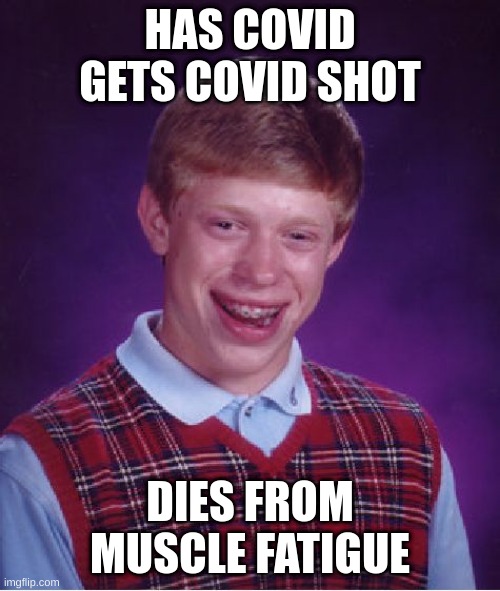 HAS COVID
GETS COVID SHOT
DIES FROM
MUSCLE FATIGUE
imgflip.com